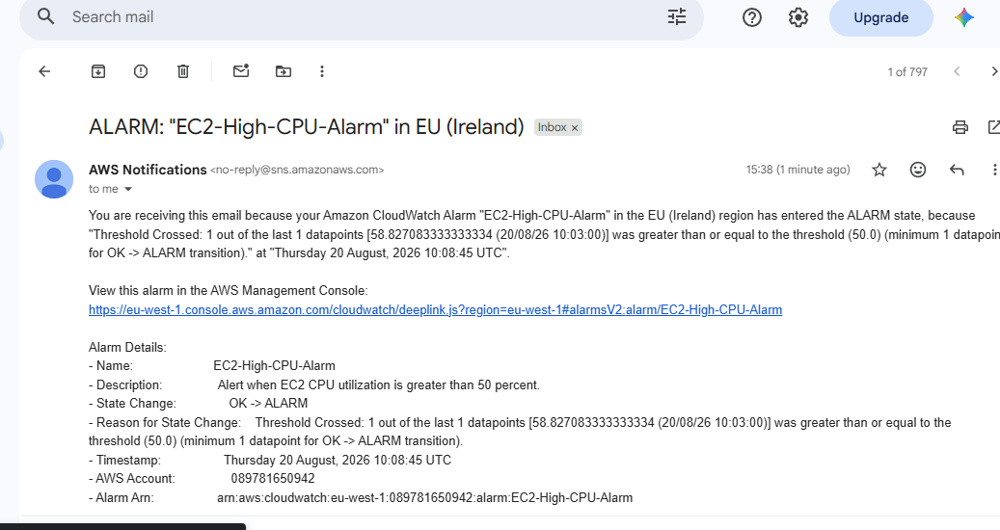 Search mail
Upgrade
1 of 797
ALARM: "EC2-High-CPU-Alarm" in EU (Ireland) Inbox ×
AWS Notifications <no-reply@sns.amazonaws.com> 15:38 (1 minute ago)
to me
You are receiving this email because your Amazon CloudWatch Alarm "EC2-High-CPU-Alarm" in the EU (Ireland) region has entered the ALARM state, because
"Threshold Crossed: 1 out of the last 1 datapoints [58.827083333333334 (20/08/26 10:03:00)] was greater than or equal to the threshold (50.0) (minimum 1 datapoin
for OK -> ALARM transition)." at "Thursday 20 August, 2026 10:08:45 UTC".
View this alarm in the AWS Management Console:
https://eu-west-1.console.aws.amazon.com/cloudwatch/deeplink.js?region=eu-west-1#alarmsV2:alarm/EC2-High-CPU-Alarm
Alarm Details:
- Name: EC2-High-CPU-Alarm
- Description: Alert when EC2 CPU utilization is greater than 50 percent.
- State Change: OK -> ALARM
- Reason for State Change: Threshold Crossed: 1 out of the last 1 datapoints [58.827083333333334 (20/08/26 10:03:00)] was greater than or equal to the
threshold (50.0) (minimum 1 datapoint for OK -> ALARM transition).
- Timestamp: Thursday 20 August, 2026 10:08:45 UTC
- AWS Account: 089781650942
- Alarm Arn: arn:aws:cloudwatch:eu-west-1:089781650942:alarm:EC2-High-CPU-Alarm